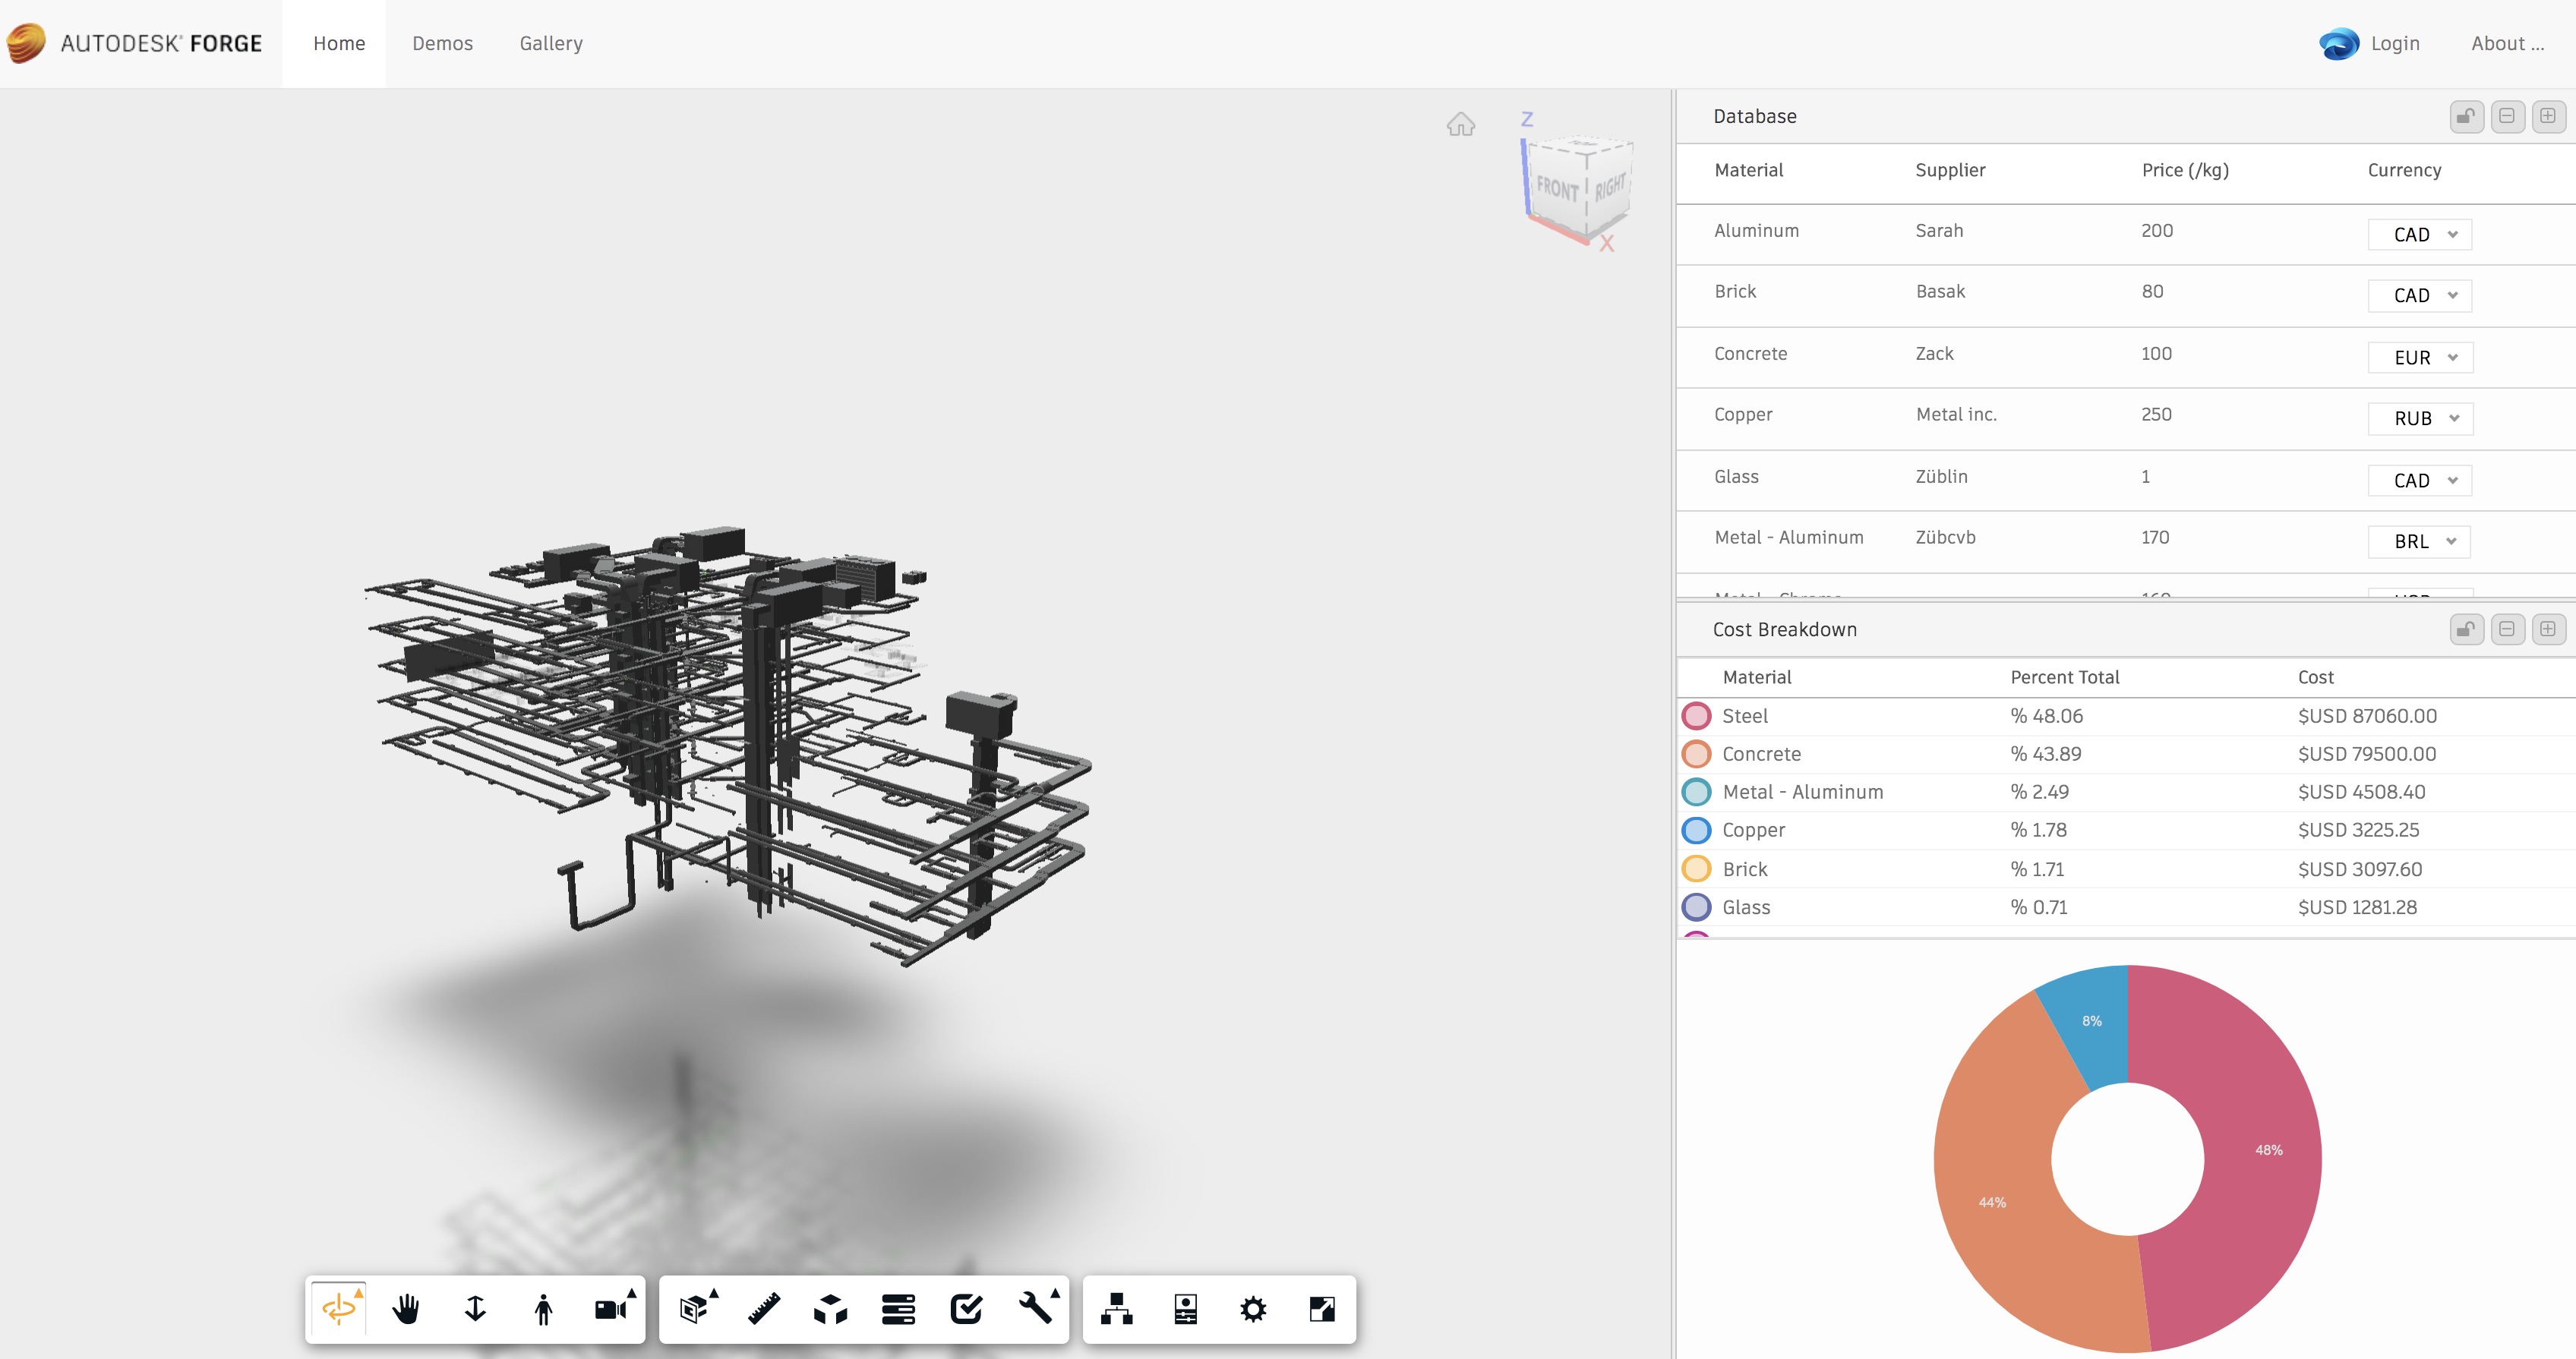 AUTODESK® FORGE Home Demos Gallery Login About ...
Z
FRONT RIGHT
X
Database
Material Supplier Price (/kg) Currency
Aluminum Sarah 200 CAD
Brick Basak 80 CAD
Concrete Zack 100 EUR
Copper Metal inc. 250 RUB
Glass Züblin 1 CAD
Metal - Aluminum Zübcvb 170 BRL
Cost Breakdown
Material Percent Total Cost
Steel % 48.06 $USD 87060.00
Concrete % 43.89 $USD 79500.00
Metal - Aluminum % 2.49 $USD 4508.40
Copper % 1.78 $USD 3225.25
Brick % 1.71 $USD 3097.60
Glass % 0.71 $USD 1281.28
8%
48%
44%